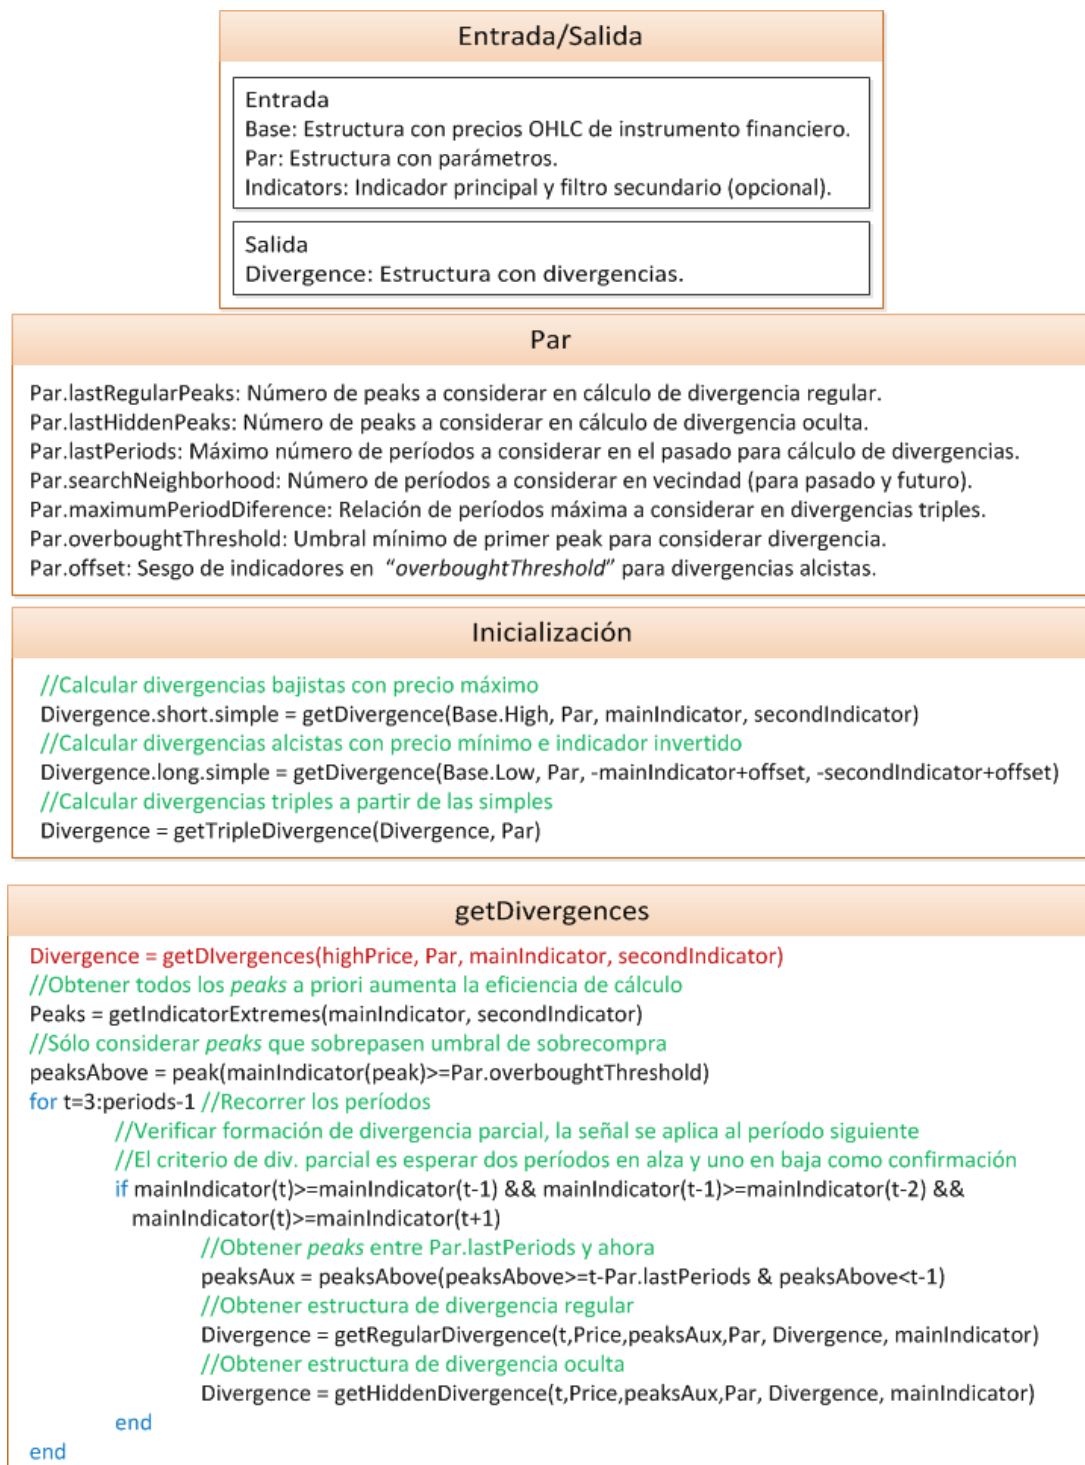 Entrada/Salida
Entrada
Base: Estructura con precios OHLC de instrumento financiero.
Par: Estructura con parámetros.
Indicators: Indicador principal y filtro secundario (opcional).
Salida
Divergence: Estructura con divergencias.
Par
Par.lastRegularPeaks: Número de peaks a considerar en cálculo de divergencia regular.
Par.lastHiddenPeaks: Número de peaks a considerar en cálculo de divergencia oculta.
Par.lastPeriods: Máximo número de períodos a considerar en el pasado para cálculo de divergencias.
Par.searchNeighborhood: Número de períodos a considerar en vecindad (para pasado y futuro).
Par.maximumPeriodDiference: Relación de períodos máxima a considerar en divergencias triples.
Par.overboughtThreshold: Umbral mínimo de primer peak para considerar divergencia.
Par.offset: Sesgo de indicadores en “overboughtThreshold” para divergencias alcistas.
Inicialización
//Calcular divergencias bajistas con precio máximo
Divergence.short.simple = getDivergence(Base.High, Par, mainIndicator, secondIndicator)
//Calcular divergencias alcistas con precio mínimo e indicador invertido
Divergence.long.simple = getDivergence(Base.Low, Par, -mainIndicator+offset, -secondIndicator+offset)
//Calcular divergencias triples a partir de las simples
Divergence = getTripleDivergence(Divergence, Par)
getDivergences
Divergence = getDIvergences(highPrice, Par, mainIndicator, secondIndicator)
//Obtener todos los peaks a priori aumenta la eficiencia de cálculo
Peaks = getIndicatorExtremes(mainIndicator, secondIndicator)
//Sólo considerar peaks que sobrepasen umbral de sobrecompra
peaksAbove = peak(mainIndicator(peak)>=Par.overboughtThreshold)
for t=3:periods-1 //Recorrer los períodos
//Verificar formación de divergencia parcial, la señal se aplica al período siguiente
//El criterio de div. parcial es esperar dos períodos en alza y uno en baja como confirmación
if mainIndicator(t)>=mainIndicator(t-1) && mainIndicator(t-1)>=mainIndicator(t-2) &&
mainIndicator(t)>=mainIndicator(t+1)
//Obtener peaks entre Par.lastPeriods y ahora
peaksAux = peaksAbove(peaksAbove>=t-Par.lastPeriods & peaksAbove<t-1)
//Obtener estructura de divergencia regular
Divergence = getRegularDivergence(t,Price,peaksAux,Par, Divergence, mainIndicator)
//Obtener estructura de divergencia oculta
Divergence = getHiddenDivergence(t,Price,peaksAux,Par, Divergence, mainIndicator)
end
end